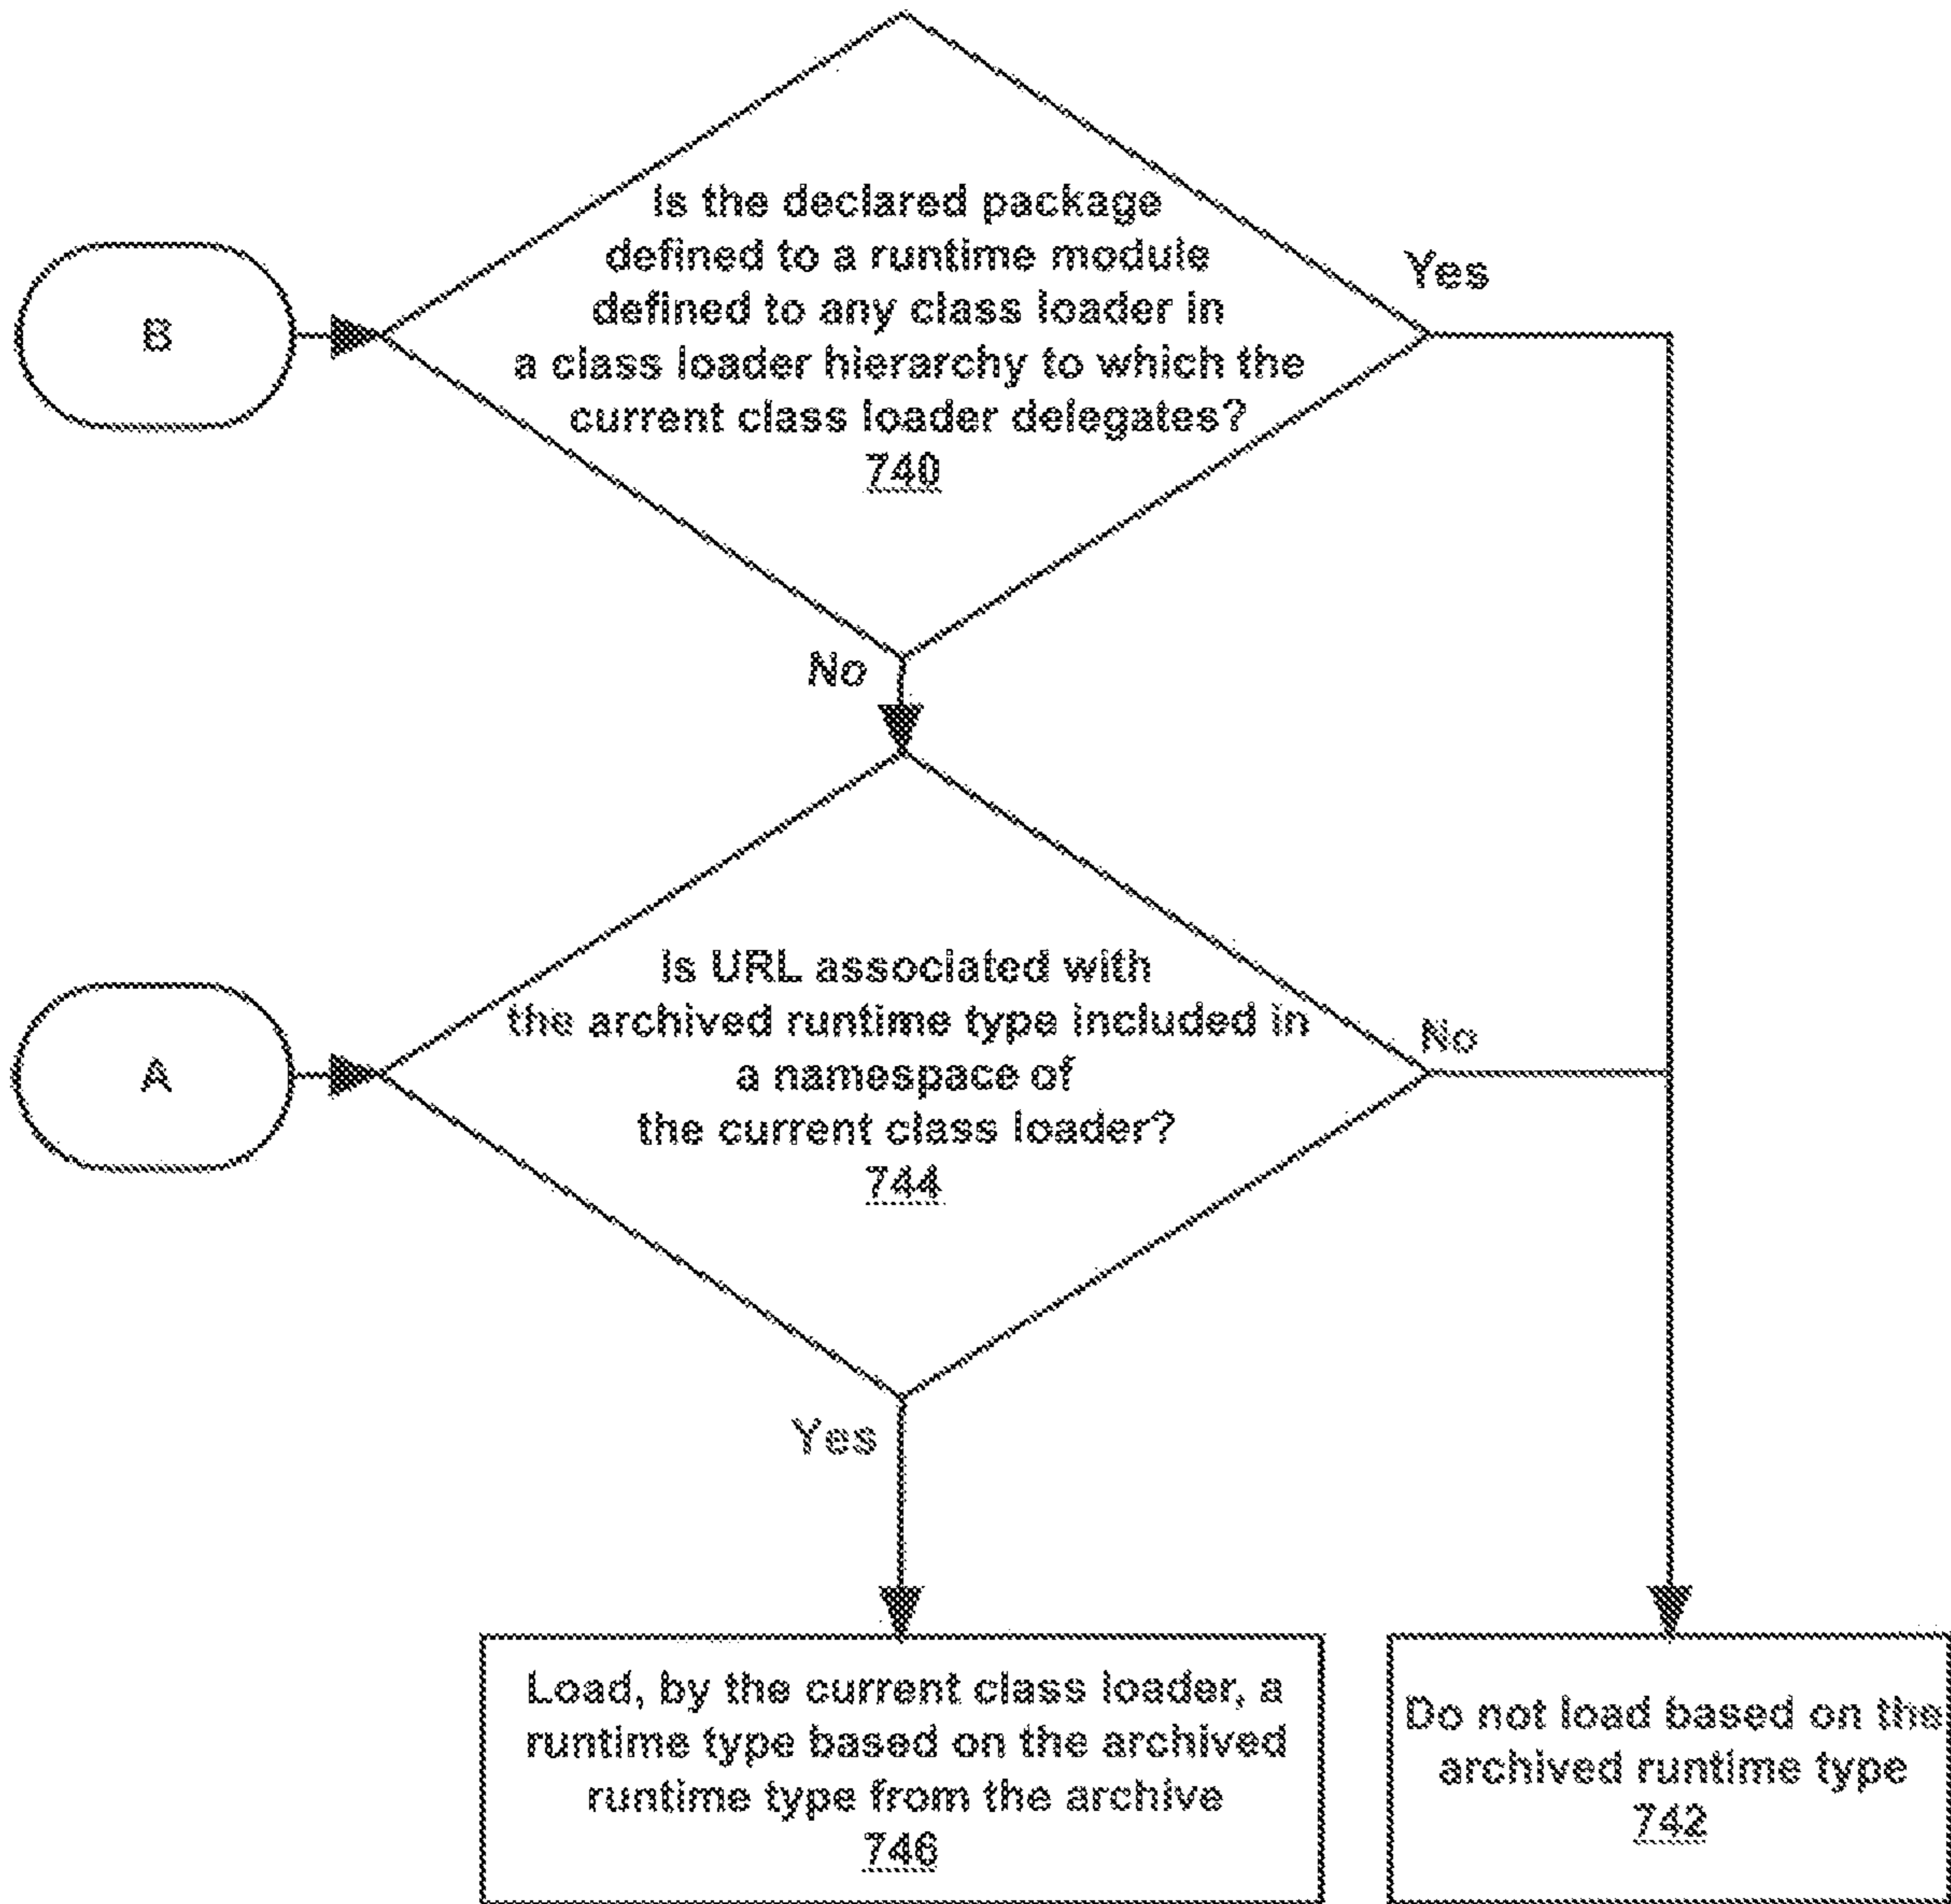 Is the declared package
defined to a runtime module
defined to any class loader in
a class loader hierarchy to which the
current class loader delegates?
740
Yes
B
No
Is URL associated with
the archived runtime type included in
a namespace of
the current class loader?
744
No
A
Yes
Load, by the current class loader, a
runtime type based on the archived
runtime type from the archive
746
Do not load based on the
archived runtime type
742